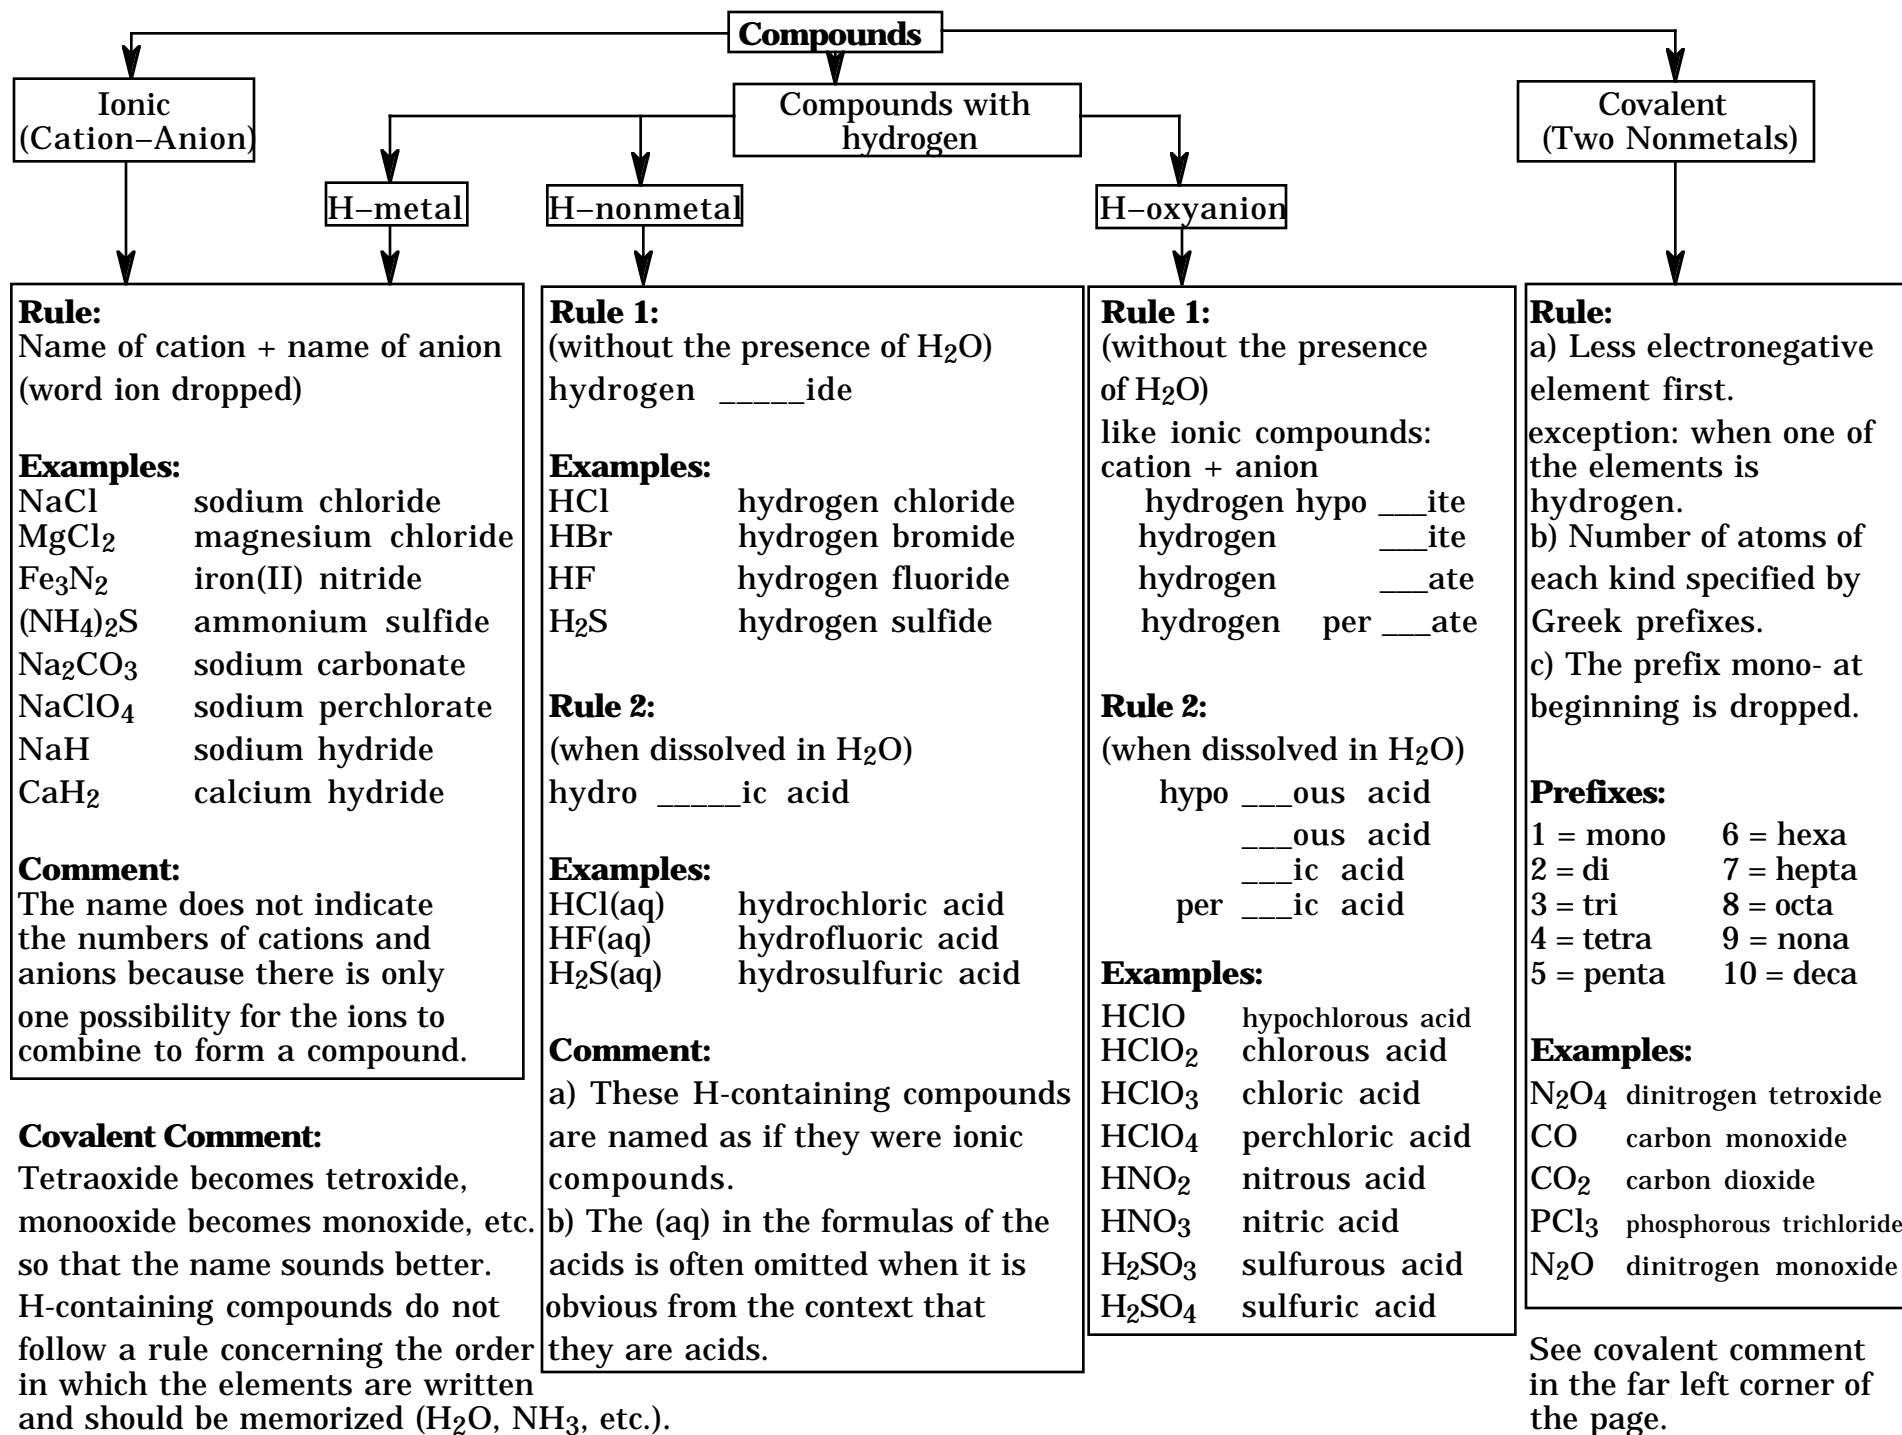 Compounds
Ionic
(Cation–Anion)
Compounds with
hydrogen
Covalent
(Two Nonmetals)
H–metal
H–nonmetal
H–oxyanion
Rule:
Name of cation + name of anion
(word ion dropped)
Examples:
NaCl sodium chloride
MgCl2 magnesium chloride
Fe3N2 iron(II) nitride
(NH4)2S ammonium sulfide
Na2CO3 sodium carbonate
NaClO4 sodium perchlorate
NaH sodium hydride
CaH2 calcium hydride
Comment:
The name does not indicate
the numbers of cations and
anions because there is only
one possibility for the ions to
combine to form a compound.
Covalent Comment:
Tetraoxide becomes tetroxide,
monooxide becomes monoxide, etc.
so that the name sounds better.
H-containing compounds do not
follow a rule concerning the order
in which the elements are written
and should be memorized (H2O, NH3, etc.).
Rule 1:
(without the presence of H2O)
hydrogen _____ide
Examples:
HCl hydrogen chloride
HBr hydrogen bromide
HF hydrogen fluoride
H2S hydrogen sulfide
Rule 2:
(when dissolved in H2O)
hydro _____ic acid
Examples:
HCl(aq) hydrochloric acid
HF(aq) hydrofluoric acid
H2S(aq) hydrosulfuric acid
Comment:
a) These H-containing compounds
are named as if they were ionic
compounds.
b) The (aq) in the formulas of the
acids is often omitted when it is
obvious from the context that
they are acids.
Rule 1:
(without the presence
of H2O)
like ionic compounds:
cation + anion
hydrogen hypo ___ite
hydrogen ___ite
hydrogen ___ate
hydrogen per ___ate
Rule 2:
(when dissolved in H2O)
hypo ___ous acid
___ous acid
___ic acid
per ___ic acid
Examples:
HClO hypochlorous acid
HClO2 chlorous acid
HClO3 chloric acid
HClO4 perchloric acid
HNO2 nitrous acid
HNO3 nitric acid
H2SO3 sulfurous acid
H2SO4 sulfuric acid
Rule:
a) Less electronegative
element first.
exception: when one of
the elements is
hydrogen.
b) Number of atoms of
each kind specified by
Greek prefixes.
c) The prefix mono- at
beginning is dropped.
Prefixes:
1 = mono 6 = hexa
2 = di 7 = hepta
3 = tri 8 = octa
4 = tetra 9 = nona
5 = penta 10 = deca
Examples:
N2O4 dinitrogen tetroxide
CO carbon monoxide
CO2 carbon dioxide
PCl3 phosphorous trichloride
N2O dinitrogen monoxide
See covalent comment
in the far left corner of
the page.